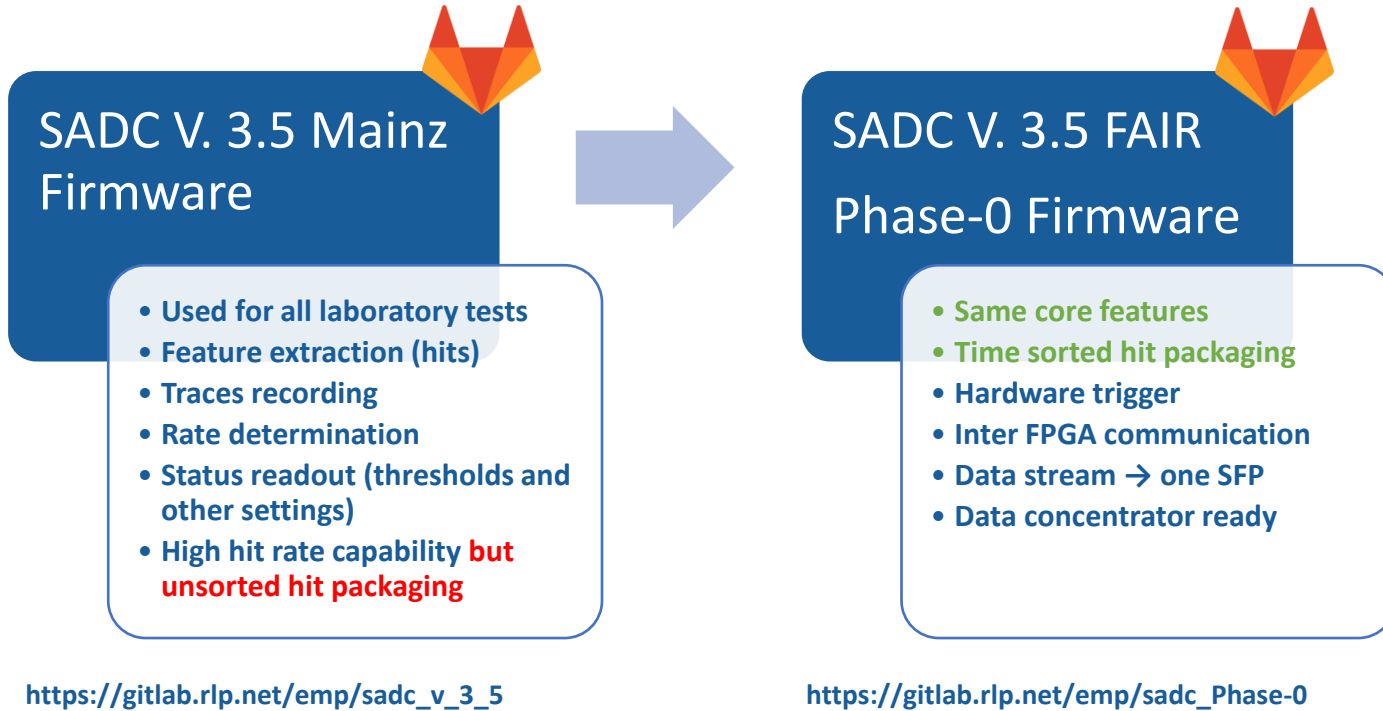 SADC V. 3.5 Mainz
Firmware
• Used for all laboratory tests
• Feature extraction (hits)
• Traces recording
• Rate determination
• Status readout (thresholds and
other settings)
• High hit rate capability but
unsorted hit packaging
https://gitlab.rlp.net/emp/sadc_v_3_5
SADC V. 3.5 FAIR
Phase-0 Firmware
• Same core features
• Time sorted hit packaging
• Hardware trigger
• Inter FPGA communication
• Data stream → one SFP
• Data concentrator ready
https://gitlab.rlp.net/emp/sadc_Phase-0